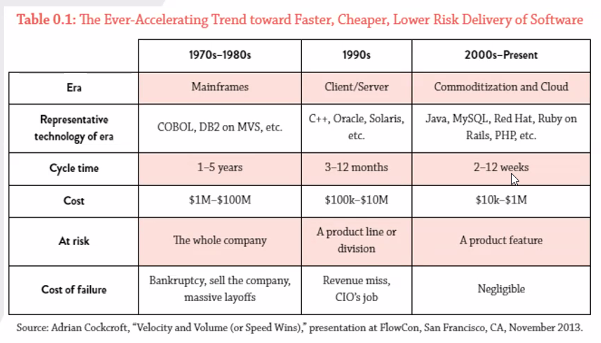 Table 0.1: The Ever-Accelerating Trend toward Faster, Cheaper, Lower Risk Delivery of Software
1970s–1980s
1990s
2000s–Present
Era
Mainframes
Client/Server
Commoditization and Cloud
Representative
technology of era
COBOL, DB2 on MVS, etc.
C++, Oracle, Solaris,
etc.
Java, MySQL, Red Hat, Ruby on
Rails, PHP, etc.
Cycle time
1–5 years
3–12 months
2–12 weeks
Cost
$1M–$100M
$100k–$10M
$10k–$1M
At risk
The whole company
A product line or
division
A product feature
Cost of failure
Bankruptcy, sell the company,
massive layoffs
Revenue miss,
CIO's job
Negligible
Source: Adrian Cockcroft, "Velocity and Volume (or Speed Wins)," presentation at FlowCon, San Francisco, CA, November 2013.